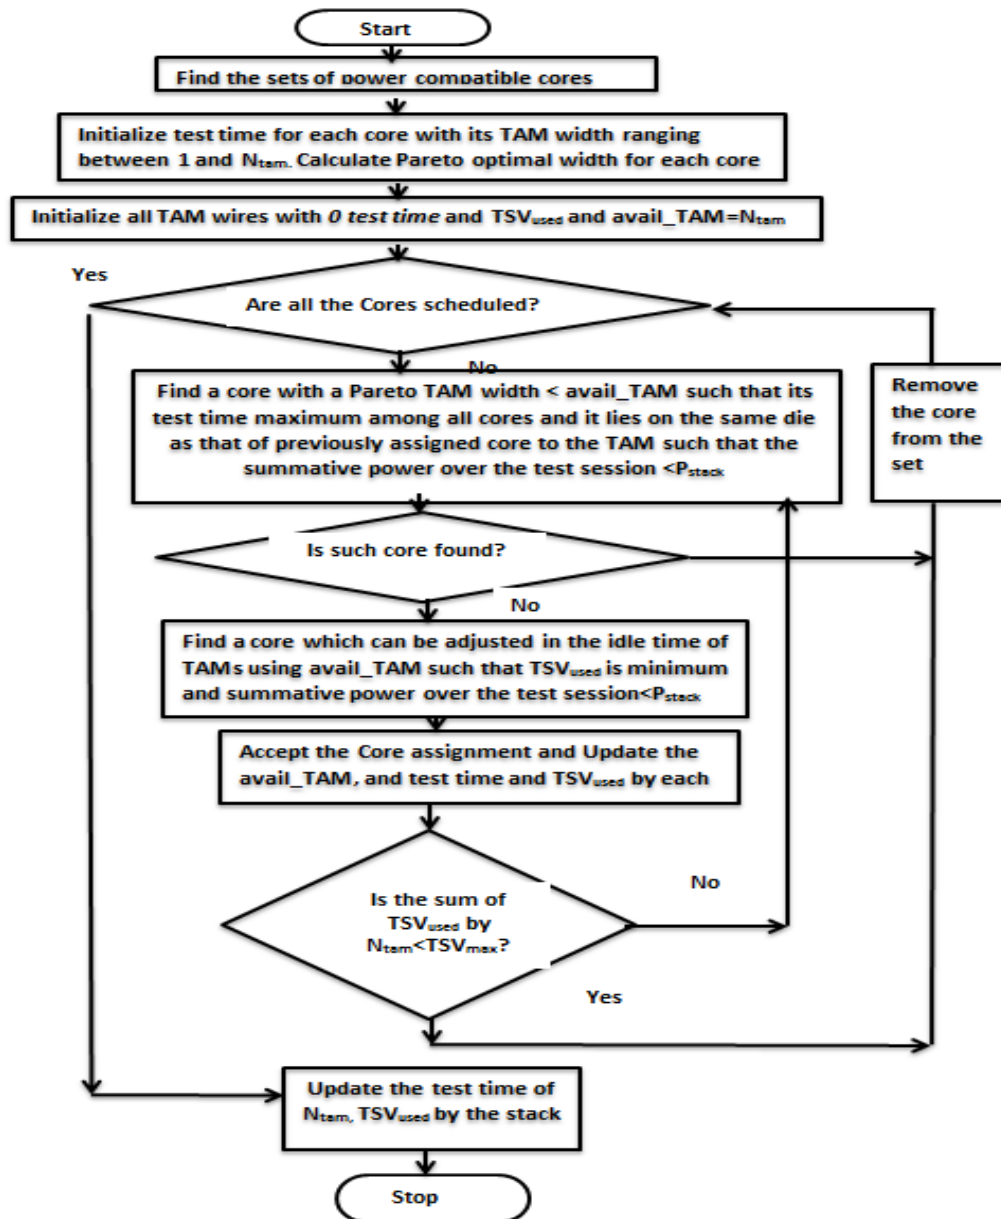 Start
Find the sets of power compatible cores
Initialize test time for each core with its TAM width ranging
between 1 and Ntam. Calculate Pareto optimal width for each core
Initialize all TAM wires with 0 test time and TSVused and avail_TAM=Ntam
Yes
Are all the Cores scheduled?
No
Find a core with a Pareto TAM width < avail_TAM such that its
test time maximum among all cores and it lies on the same die
as that of previously assigned core to the TAM such that the
summative power over the test session <Pstack
Remove
the core
from the
set
Is such core found?
No
Find a core which can be adjusted in the idle time of
TAMs using avail_TAM such that TSVused is minimum
and summative power over the test session<Pstack
Accept the Core assignment and Update the
avail_TAM, and test time and TSVused by each
Is the sum of
TSVused by
Ntam<TSVmax?
No
Yes
Update the test time of
Ntam, TSVused by the stack
Stop